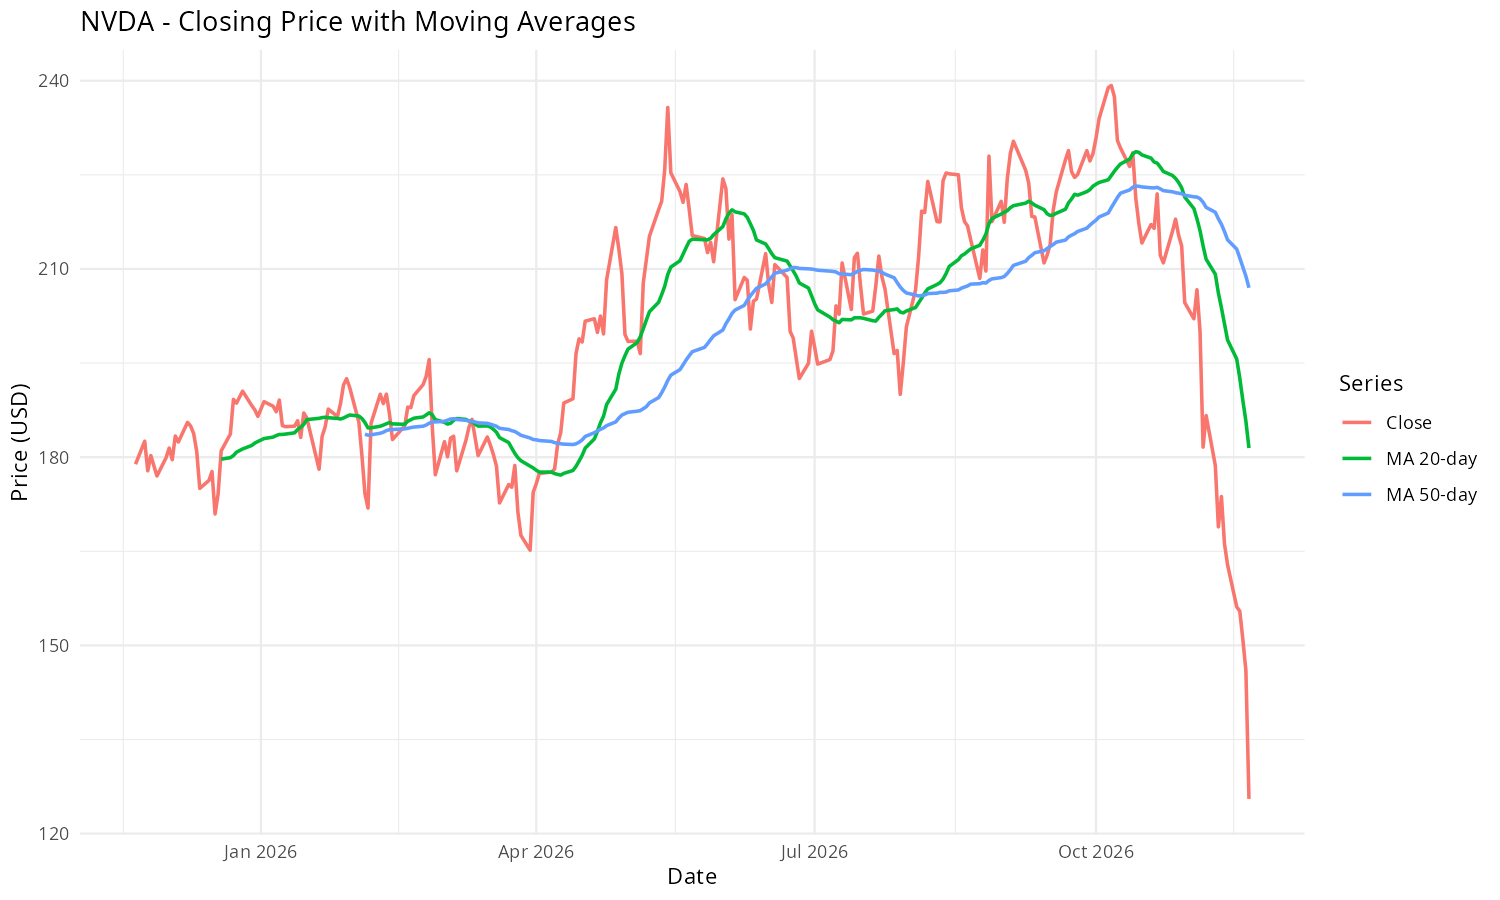 NVDA - Closing Price with Moving Averages
240
210
180
150
120
Price (USD)
Jan 2026
Apr 2026
Jul 2026
Oct 2026
Date
Series
Close
MA 20-day
MA 50-day